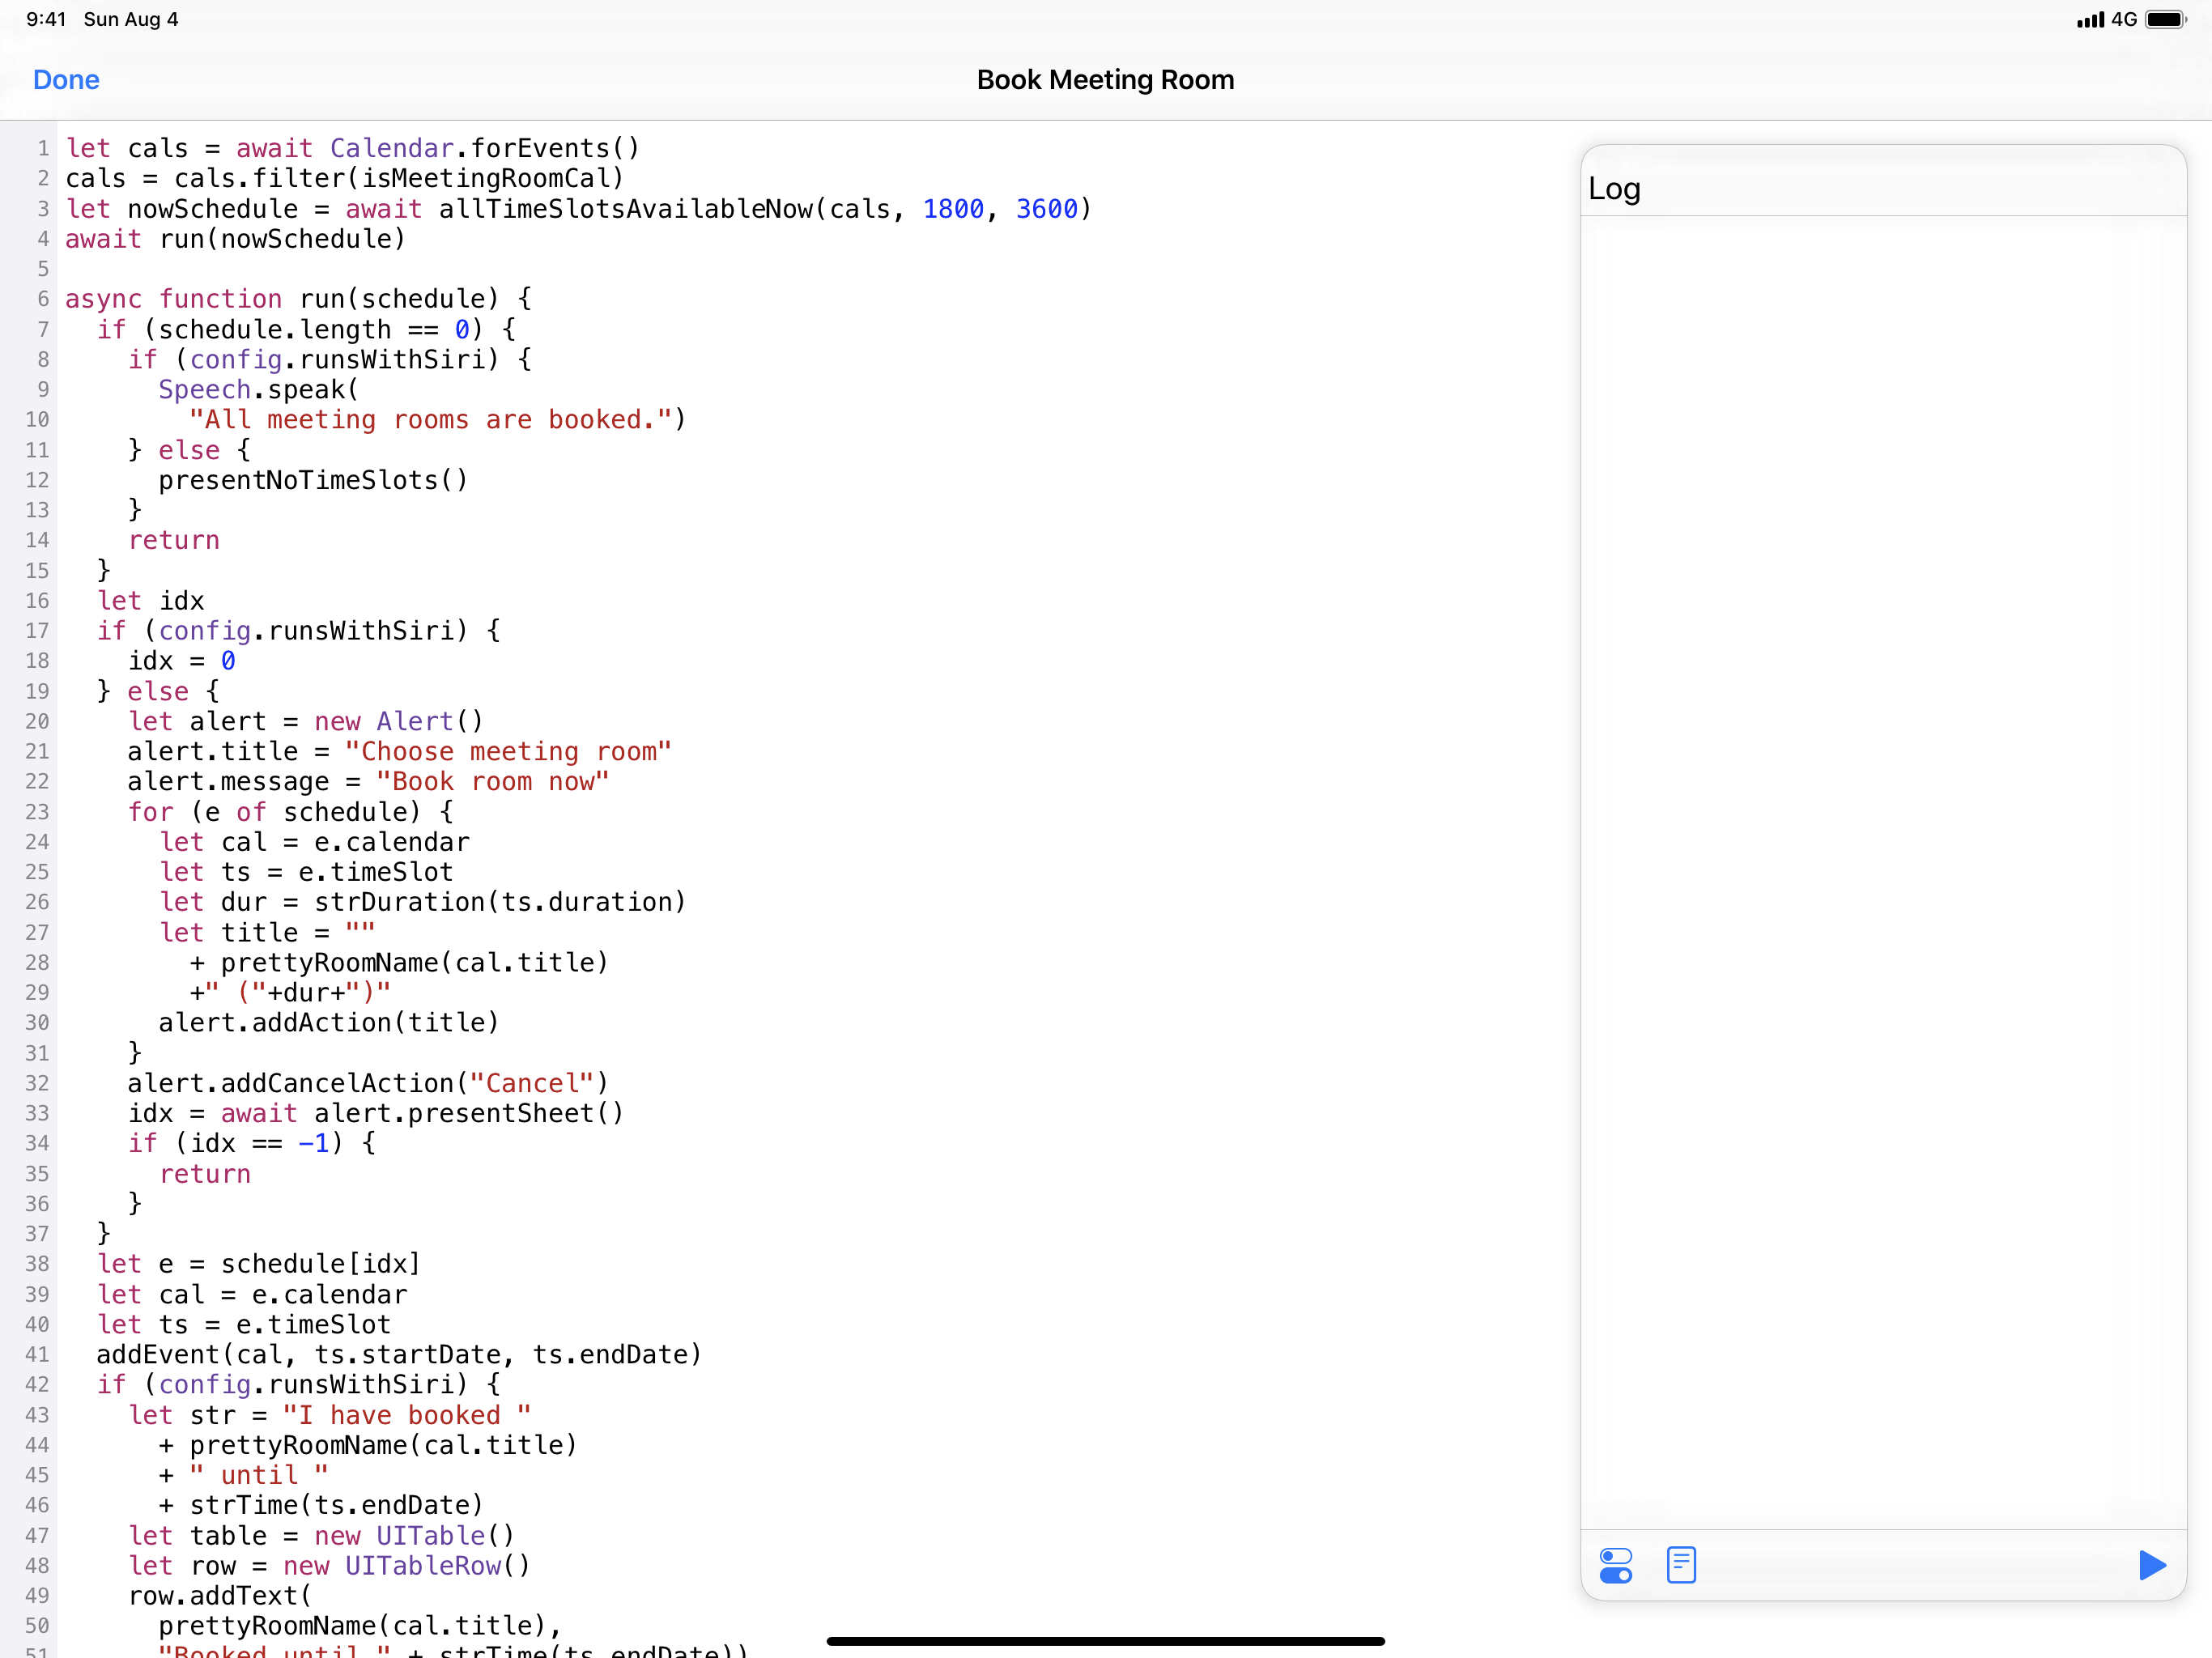 9:41 Sun Aug 4
4G
Done
Book Meeting Room
1 let cals = await Calendar.forEvents()
2 cals = cals.filter(isMeetingRoomCal)
3 let nowSchedule = await allTimeSlotsAvailableNow(cals, 1800, 3600)
4 await run(nowSchedule)
5
6 async function run(schedule) {
7   if (schedule.length == 0) {
8     if (config.runsWithSiri) {
9       Speech.speak(
10         "All meeting rooms are booked.")
11     } else {
12       presentNoTimeSlots()
13     }
14     return
15   }
16   let idx
17   if (config.runsWithSiri) {
18     idx = 0
19   } else {
20     let alert = new Alert()
21     alert.title = "Choose meeting room"
22     alert.message = "Book room now"
23     for (e of schedule) {
24       let cal = e.calendar
25       let ts = e.timeSlot
26       let dur = strDuration(ts.duration)
27       let title = ""
28         + prettyRoomName(cal.title)
29         +" ("+dur+")"
30       alert.addAction(title)
31     }
32     alert.addCancelAction("Cancel")
33     idx = await alert.presentSheet()
34     if (idx == -1) {
35       return
36     }
37   }
38   let e = schedule[idx]
39   let cal = e.calendar
40   let ts = e.timeSlot
41   addEvent(cal, ts.startDate, ts.endDate)
42   if (config.runsWithSiri) {
43     let str = "I have booked "
44       + prettyRoomName(cal.title)
45       + " until "
46       + strTime(ts.endDate)
47     let table = new UITable()
48     let row = new UITableRow()
49     row.addText(
50       prettyRoomName(cal.title),
51       "Booked until " + strTime(ts.endDate))
Log